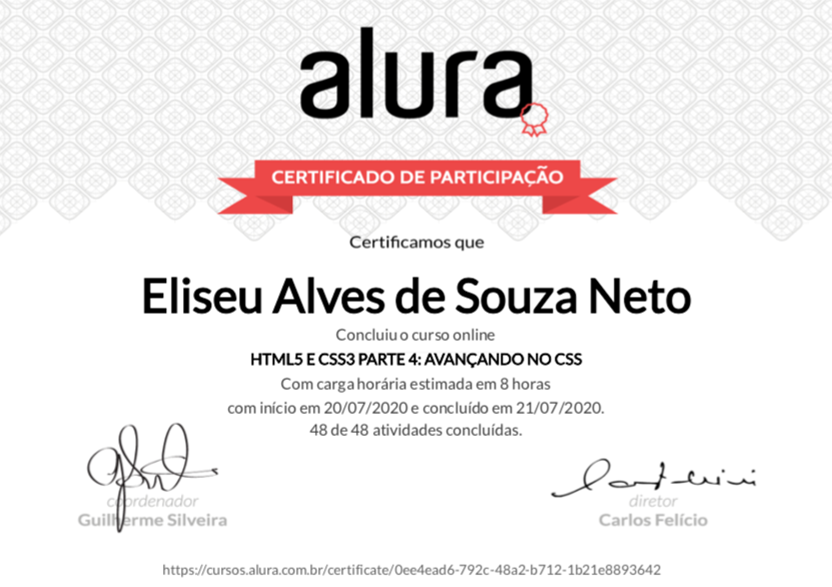 alura
CERTIFICADO DE PARTICIPAÇÃO
Certificamos que
Eliseu Alves de Souza Neto
Concluiu o curso online
HTML5 E CSS3 PARTE 4: AVANÇANDO NO CSS
Com carga horária estimada em 8 horas
com início em 20/07/2020 e concluído em 21/07/2020.
48 de 48 atividades concluídas.
coordenador
Guilherme Silveira
diretor
Carlos Felício
https://cursos.alura.com.br/certificate/0ee4ead6-792c-48a2-b712-1b21e8893642